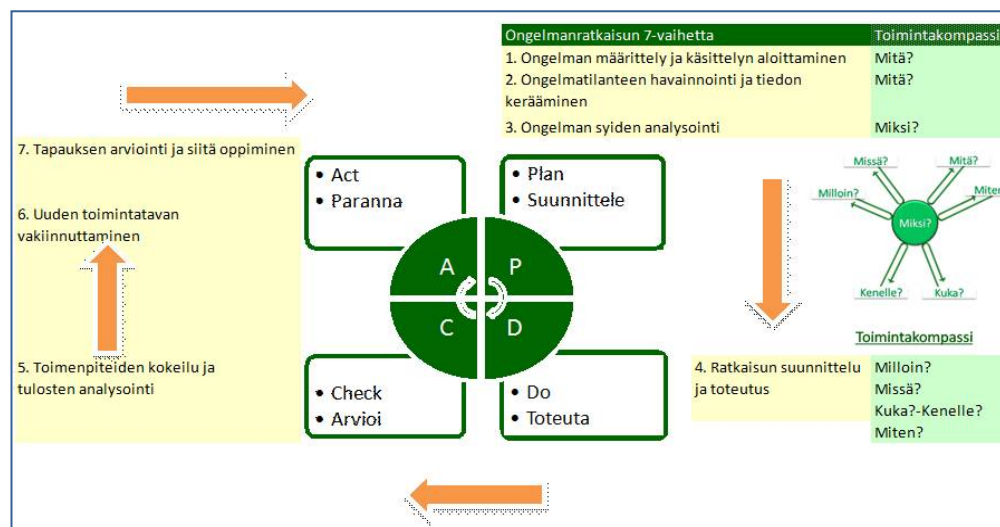 Ongelmanratkaisun 7-vaihetta
Toimintakompassi
1. Ongelman määrittely ja käsittelyn aloittaminen
Mitä?
2. Ongelmatilanteen havainnointi ja tiedon
kerääminen
Mitä?
3. Ongelman syiden analysointi
Miksi?
7. Tapauksen arviointi ja siitä oppiminen
6. Uuden toimintatavan
vakiinnuttaminen
5. Toimenpiteiden kokeilu ja
tulosten analysointi
• Act
• Paranna
• Plan
• Suunnittele
A
P
C
D
• Check
• Arvioi
• Do
• Toteuta
Missä?
Mitä?
Milloin?
Miten?
Miksi?
Kenelle?
Kuka?
Toimintakompassi
4. Ratkaisun suunnittelu
ja toteutus
Milloin?
Missä?
Kuka?-Kenelle?
Miten?